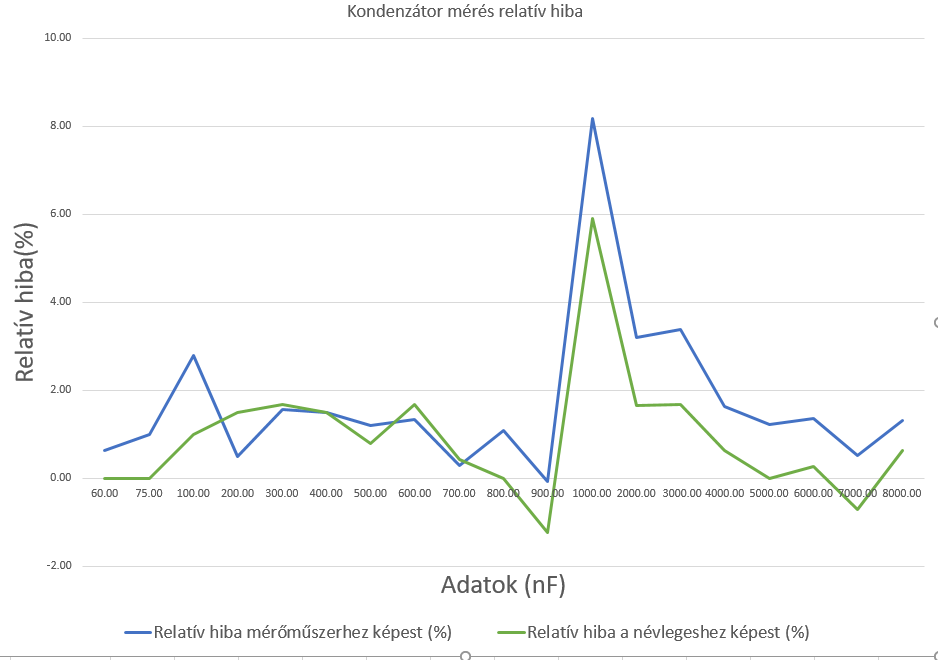 Kondenzátor mérés relatív hiba
10.00
8.00
6.00
4.00
2.00
0.00
-2.00
Relatív hiba(%)
60.00 75.00 100.00 200.00 300.00 400.00 500.00 600.00 700.00 800.00 900.00 1000.00 2000.00 3000.00 4000.00 5000.00 6000.00 7000.00 8000.00
Adatok (nF)
Relatív hiba mérőműszerhez képest (%) Relatív hiba a névlegeshez képest (%)